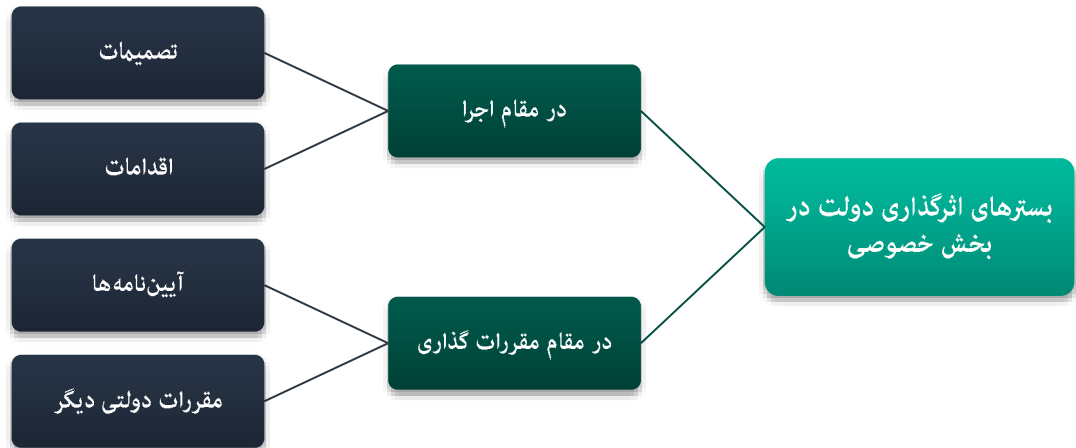 بسترهای اثرگذاری دولت در
بخش خصوصی
در مقام اجرا
تصمیمات
اقدامات
در مقام مقررات گذاری
آیین‌نامه‌ها
مقررات دولتی دیگر